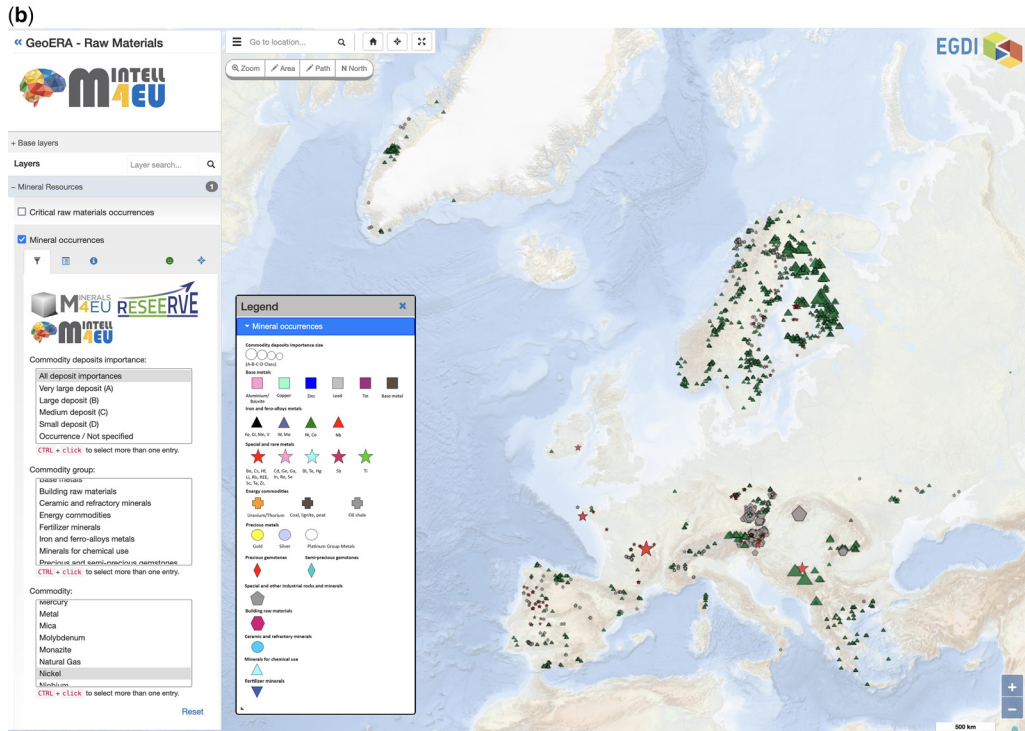 (b)
« GeoERA - Raw Materials
MINTELL
4EU
+ Base layers
Layers
Layer search...
− Mineral Resources
1
Critical raw materials occurrences
Mineral occurrences
MINERALS
4EU
RESEERVE
MINTELL
4EU
Commodity deposits importance:
All deposit importances
Very large deposit (A)
Large deposit (B)
Medium deposit (C)
Small deposit (D)
Occurrence / Not specified
CTRL + click to select more than one entry.
Commodity group:
Base metals
Building raw materials
Ceramic and refractory minerals
Energy commodities
Fertilizer minerals
Iron and ferro-alloys metals
Minerals for chemical use
Precious and semi-precious gemstones
CTRL + click to select more than one entry.
Commodity:
Mercury
Metal
Mica
Molybdenum
Monazite
Natural Gas
Nickel
Niobium
CTRL + click to select more than one entry.
Reset
Go to location...
Zoom
Area
Path
N North
EGDI
Legend
Mineral occurrences
Commodity deposits importance size
(A-B-C-D Class)
Base metals
Aluminium/ Bauxite
Copper
Zinc
Lead
Tin
Base metal
Iron and fero-alloys metals
Fe, Cr, Mn, V
W, Mo
Ni, Co
Nb
Special and rare metals
Be, Cs, Hf, Li, Rb, REE, Sc, Ta, Zr,
Cd, Ge, Ga, In, Re, Se
Bi, Te, Hg
Sb
Ti
Energy commodities
Uranium/Thorium
Coal, lignite, peat
Oil shale
Precious metals
Gold
Silver
Platinum Group Metals
Precious gemstones
Semi-precious gemstones
Special and other industrial rocks and minerals
Building raw materials
Ceramic and refractory minerals
Minerals for chemical use
Fertilizer minerals
+
−
500 km